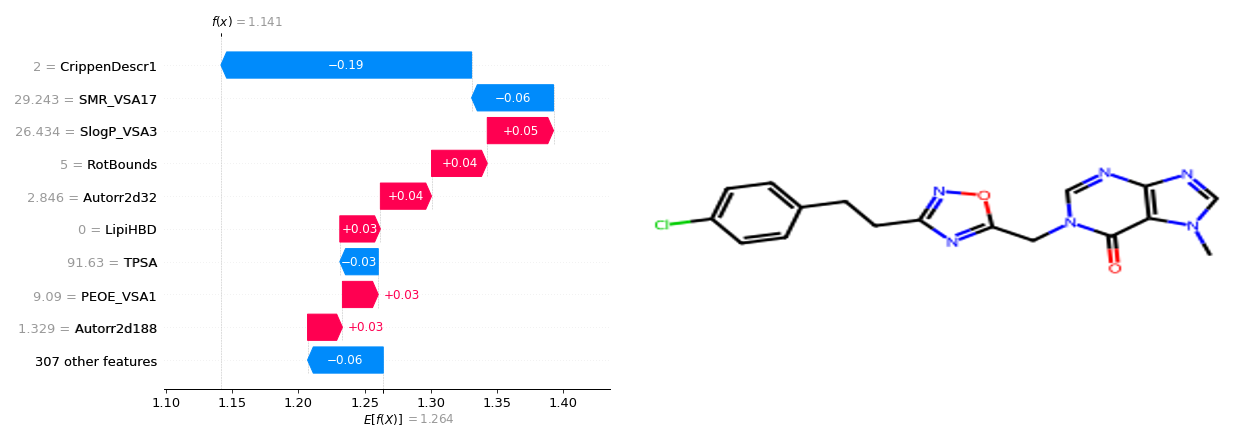 f(x) = 1.141
2 = CrippenDescr1
−0.19
29.243 = SMR_VSA17
−0.06
26.434 = SlogP_VSA3
+0.05
5 = RotBounds
+0.04
2.846 = Autorr2d32
+0.04
0 = LipiHBD
+0.03
91.63 = TPSA
−0.03
9.09 = PEOE_VSA1
+0.03
1.329 = Autorr2d188
+0.03
307 other features
−0.06
1.10 1.15 1.20 1.25 1.30 1.35 1.40
E[f(X)] = 1.264
Cl
N
O
N
N
N
O
N
N